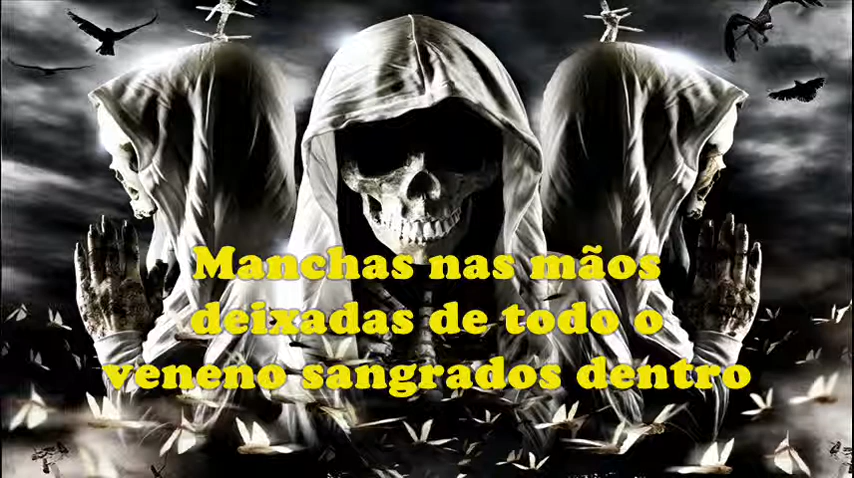 Manchas nas mãos
deixadas de todo o
veneno sangrados dentro